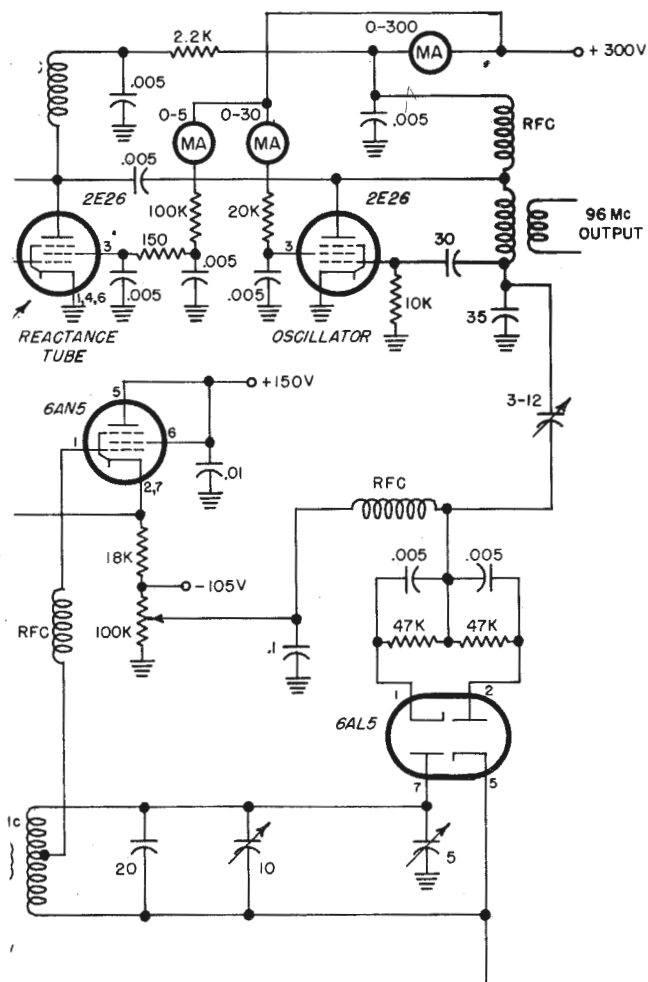 0-300
2.2K
MA
+ 300V
.005
0-5
0-30
.005
RFC
MA
MA
.005
2E26
2E26
100K
20K
96 Mc
OUTPUT
3
150
3
30
.005
.005
.005
10K
1,4,6
35
REACTANCE
TUBE
OSCILLATOR
+150V
5
6AN5
3-12
1
6
.01
RFC
2,7
18K
.005
.005
-105V
RFC
100K
47K
47K
.1
1
2
6AL5
7
5
1c
20
10
5